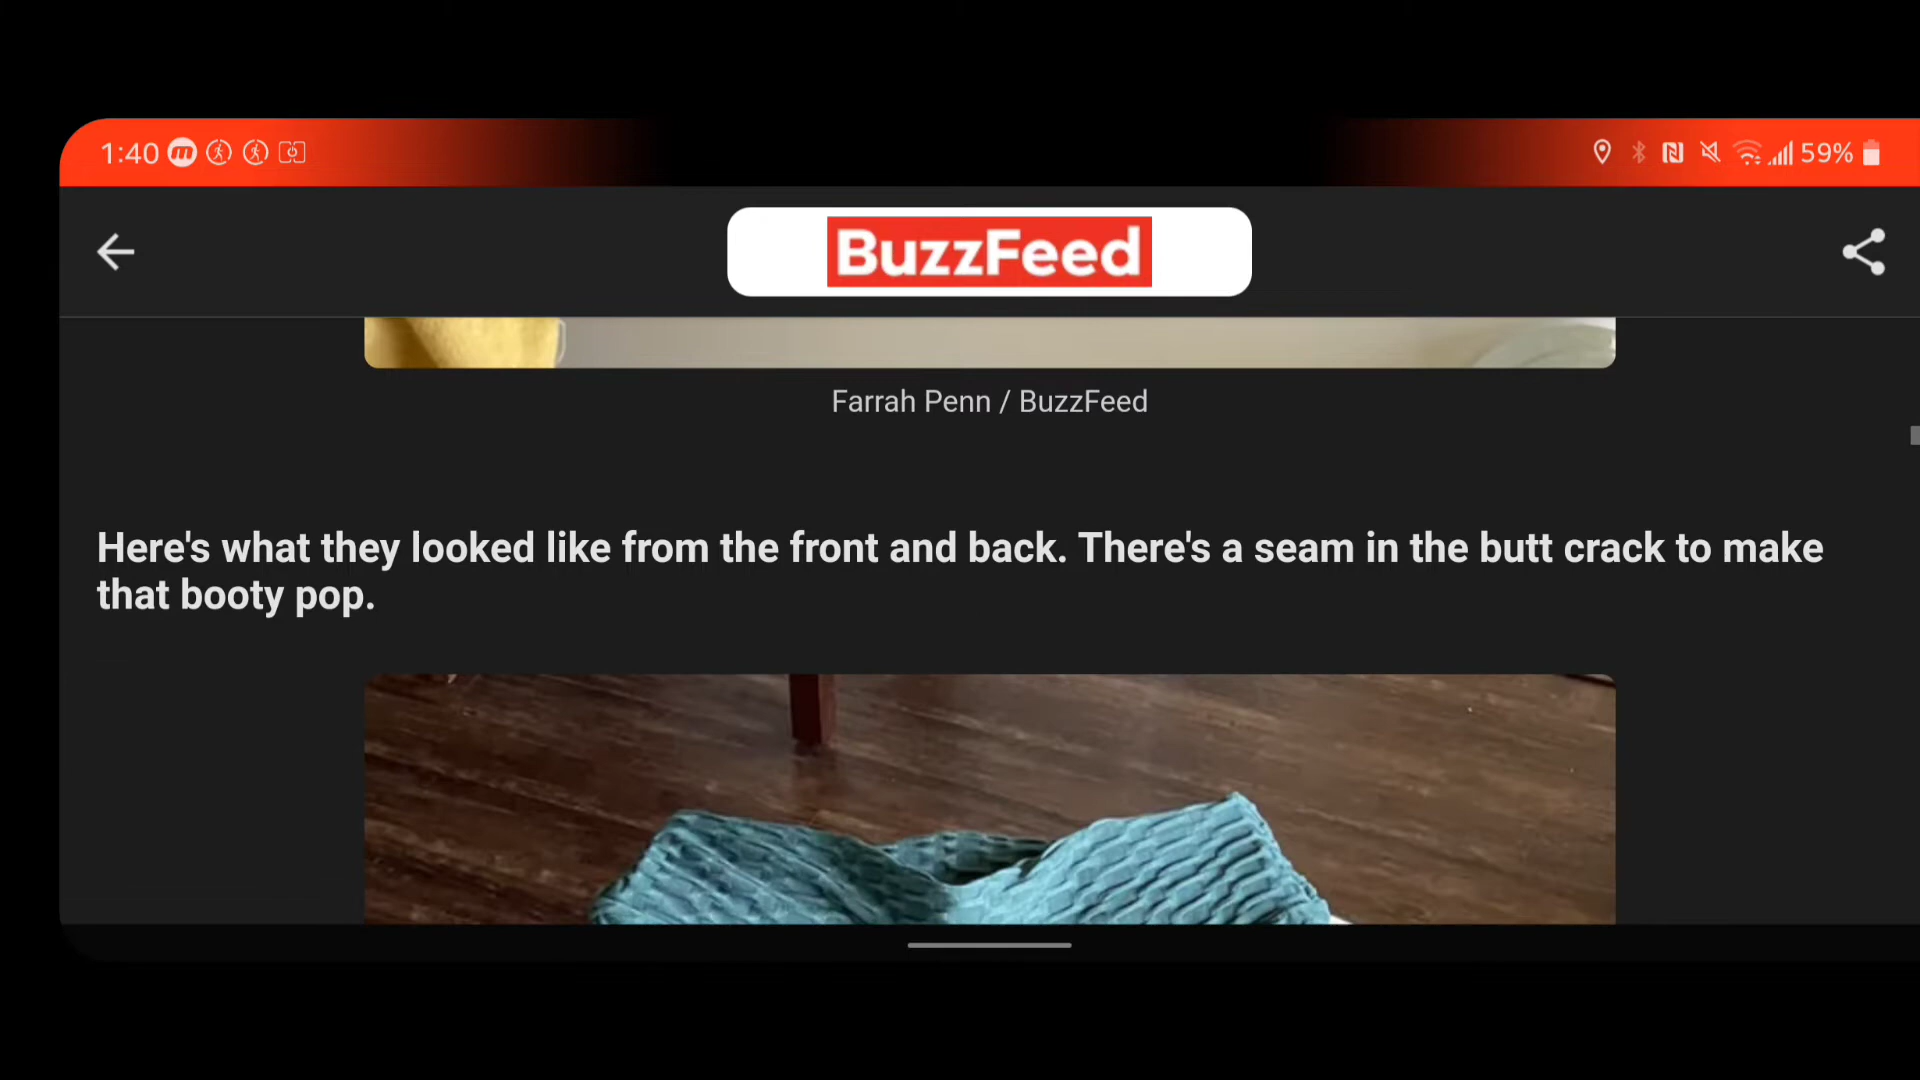 1:40
59%
BuzzFeed
Farrah Penn / BuzzFeed
Here's what they looked like from the front and back. There's a seam in the butt crack to make
that booty pop.